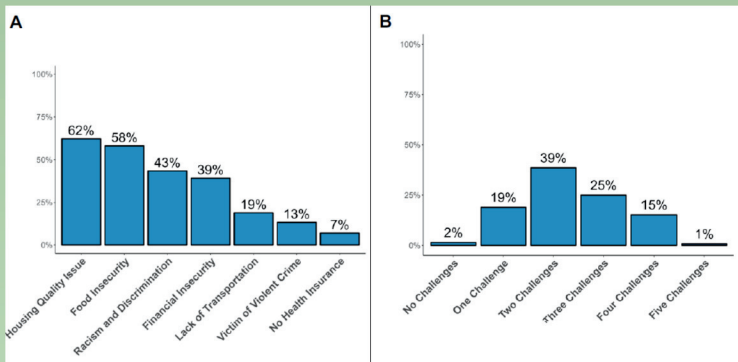 A
100%
75%
50%
25%
0%
62%
58%
43%
39%
19%
13%
7%
Housing Quality Issue
Food Insecurity
Racism and Discrimination
Financial Insecurity
Lack of Transportation
Victim of Violent Crime
No Health Insurance
B
100%
75%
50%
25%
0%
2%
19%
39%
25%
15%
1%
No Challenges
One Challenge
Two Challenges
Three Challenges
Four Challenges
Five Challenges